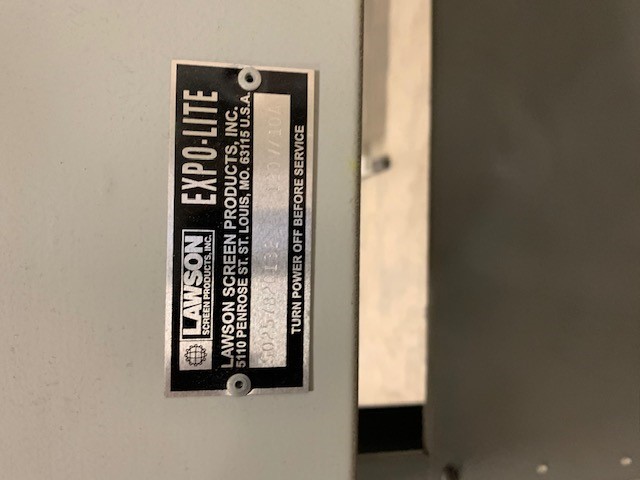 LAWSON
SCREEN PRODUCTS, INC.
EXPO-LITE
LAWSON SCREEN PRODUCTS, INC.
5110 PENROSE ST. ST. LOUIS, MO. 63115 U.S.A.
TURN POWER OFF BEFORE SERVICE